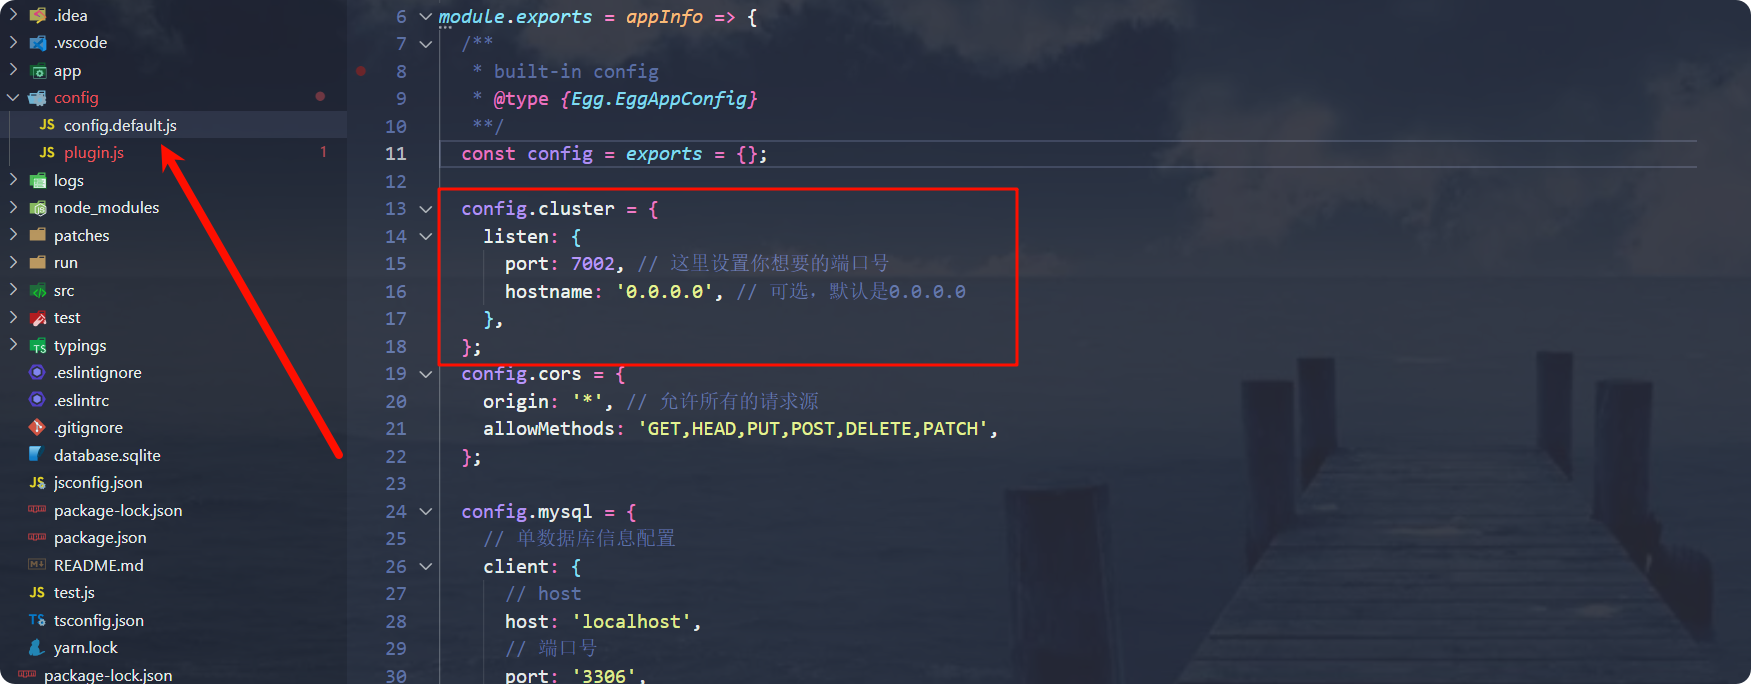 .idea
.vscode
app
config
config.default.js
plugin.js 1
logs
node_modules
patches
run
src
test
typings
.eslintignore
.eslintrc
.gitignore
database.sqlite
jsconfig.json
package-lock.json
package.json
README.md
test.js
tsconfig.json
yarn.lock
package-lock.json
6 module.exports = appInfo => {
7 /**
8 * built-in config
9 * @type {Egg.EggAppConfig}
10 **/
11 const config = exports = {};
12
13 config.cluster = {
14 listen: {
15 port: 7002, // 这里设置你想要的端口号
16 hostname: '0.0.0.0', // 可选，默认是0.0.0.0
17 },
18 };
19 config.cors = {
20 origin: '*', // 允许所有的请求源
21 allowMethods: 'GET,HEAD,PUT,POST,DELETE,PATCH',
22 };
23
24 config.mysql = {
25 // 单数据库信息配置
26 client: {
27 // host
28 host: 'localhost',
29 // 端口号
30 port: '3306',